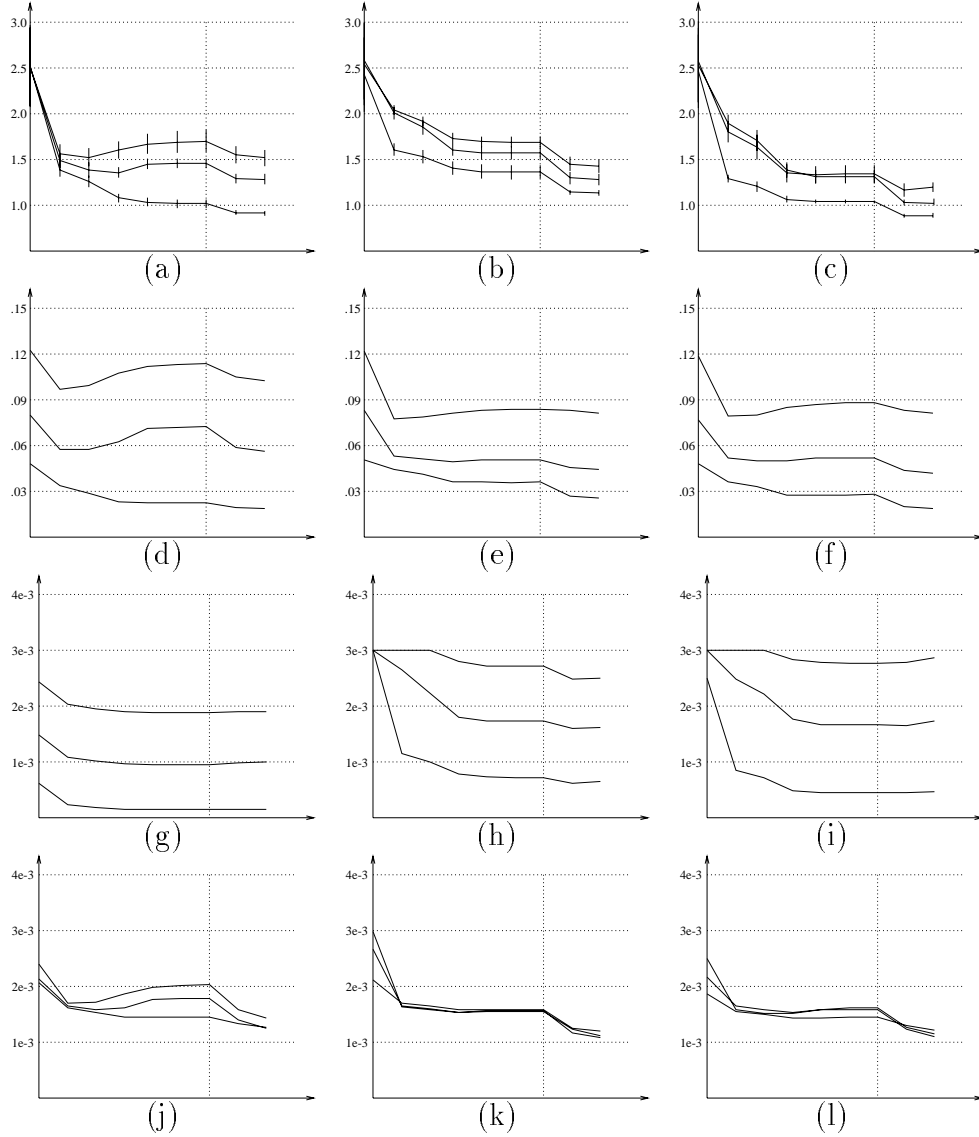 3.0 3.0 3.0
2.5 2.5 2.5
2.0 2.0 2.0
1.5 1.5 1.5
1.0 1.0 1.0
(a) (b) (c)
.15 .15 .15
.12 .12 .12
.09 .09 .09
.06 .06 .06
.03 .03 .03
(d) (e) (f)
4e-3 4e-3 4e-3
3e-3 3e-3 3e-3
2e-3 2e-3 2e-3
1e-3 1e-3 1e-3
(g) (h) (i)
4e-3 4e-3 4e-3
3e-3 3e-3 3e-3
2e-3 2e-3 2e-3
1e-3 1e-3 1e-3
(j) (k) (l)